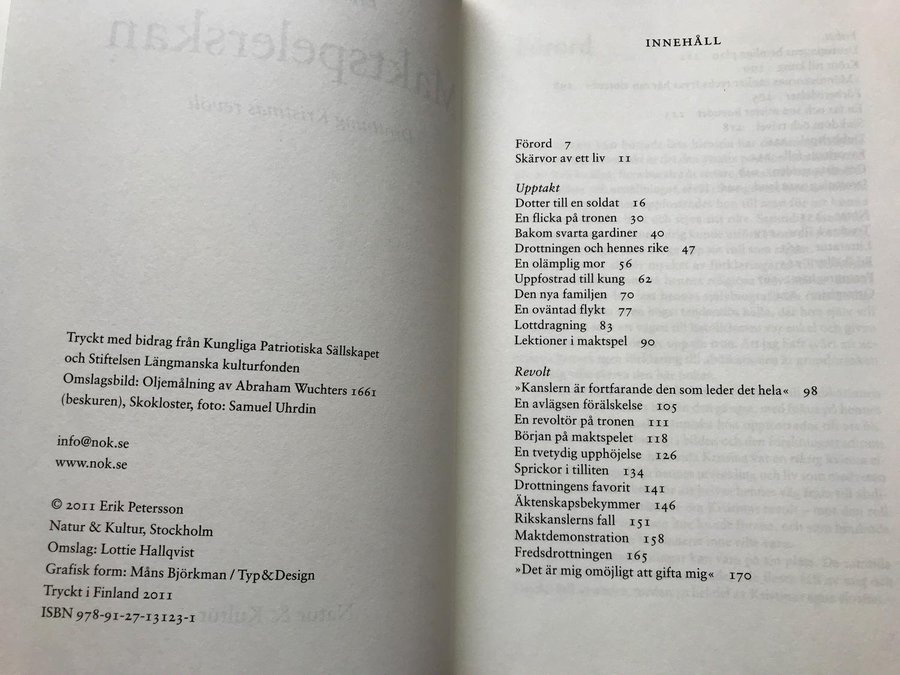 Tryckt med bidrag från Kungliga Patriotiska Sällskapet
och Stiftelsen Längmanska kulturfonden
Omslagsbild: Oljemålning av Abraham Wuchters 1661
(beskuren), Skokloster, foto: Samuel Uhrdin
info@nok.se
www.nok.se
© 2011 Erik Petersson
Natur & Kultur, Stockholm
Omslag: Lottie Hallqvist
Grafisk form: Måns Björkman / Typ&Design
Tryckt i Finland 2011
ISBN 978-91-27-13123-1
INNEHÅLL
Förord 7
Skärvor av ett liv 11
Upptakt
Dotter till en soldat 16
En flicka på tronen 30
Bakom svarta gardiner 40
Drottningen och hennes rike 47
En olämplig mor 56
Uppfostrad till kung 62
Den nya familjen 70
En oväntad flykt 77
Lottdragning 83
Lektioner i maktspel 90
Revolt
»Kanslern är fortfarande den som leder det hela« 98
En avlägsen förälskelse 105
En revoltör på tronen 111
Början på maktspelet 118
En tvetydig upphöjelse 126
Sprickor i tilliten 134
Drottningens favorit 141
Äktenskapsbekymmer 146
Rikskanslerns fall 151
Maktdemonstration 158
Fredsdrottningen 165
»Det är mig omöjligt att gifta mig« 170